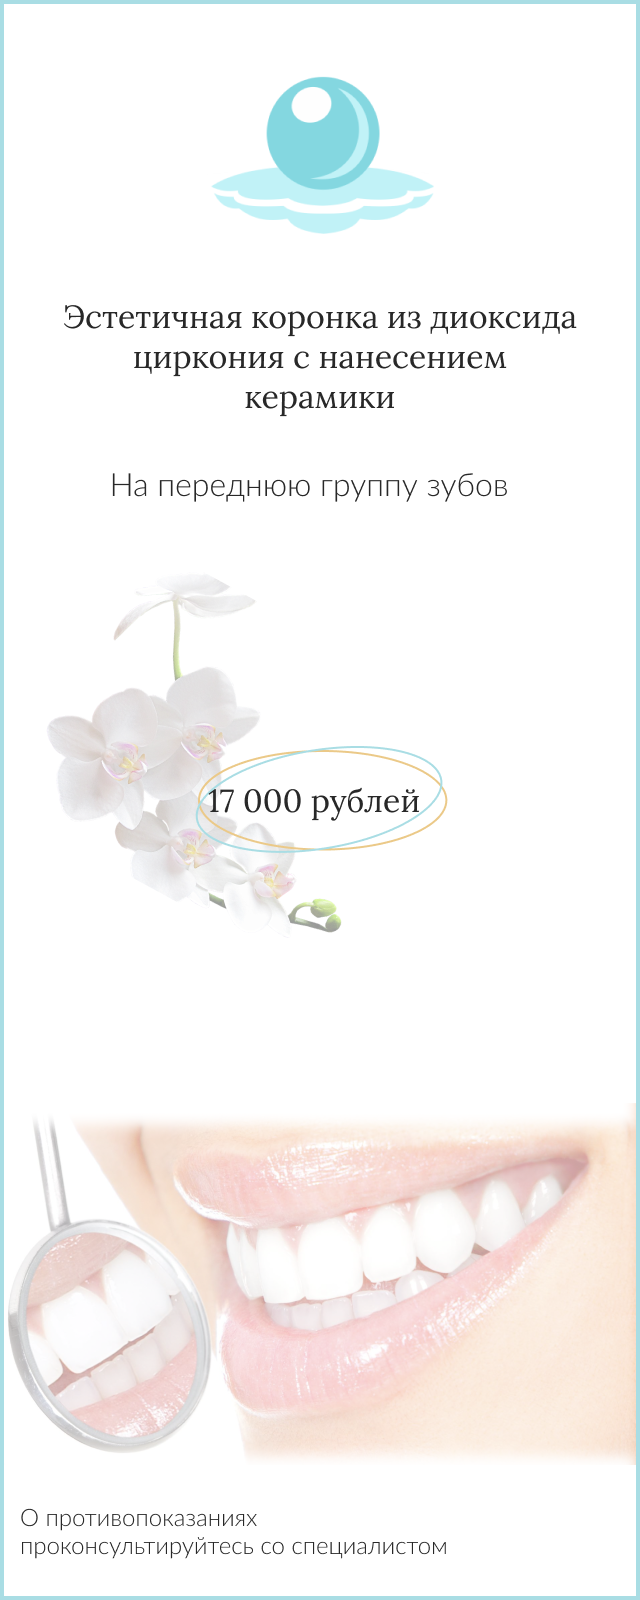 Эстетичная коронка из диоксида
циркония с нанесением
керамики
На переднюю группу зубов
17 000 рублей
О противопоказаниях
проконсультируйтесь со специалистом